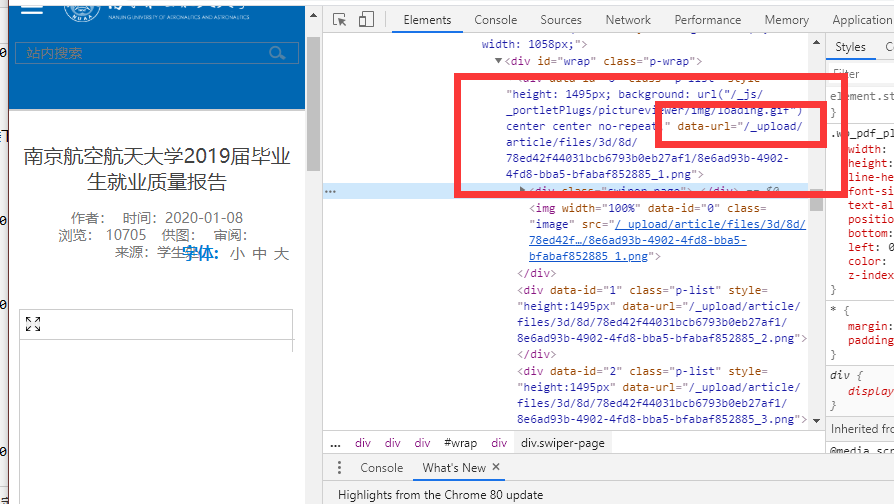 NANJING UNIVERSITY OF AERONAUTICS AND ASTRONAUTICS
站内搜索
南京航空航天大学2019届毕业
生就业质量报告
作者: 时间: 2020-01-08
浏览: 10705 供图: 审阅:
字体: 小 中 大
Elements Console Sources Network Performance Memory Application
width: 1058px;">
<div id="wrap" class="p-wrap">
<div data-id="0" class="p-list" style=
"height: 1495px; background: url("/_js/
_portletPlugs/pictureviewer/img/loading.gif")
center center no-repeat;" data-url="/_upload/
article/files/3d/8d/
78ed42f44031bcb6793b0eb27af1/8e6ad93b-4902-
4fd8-bba5-bfabaf852885_1.png">
<div class="swiper-page"> </div> == $0
<img width="100%" data-id="0" class=
"image" src="/_upload/article/files/3d/8d/
78ed42f…/8e6ad93b-4902-4fd8-bba5-
bfabaf852885_1.png">
</div>
<div data-id="1" class="p-list" style=
"height:1495px" data-url="/_upload/article/
files/3d/8d/78ed42f44031bcb6793b0eb27af1/
8e6ad93b-4902-4fd8-bba5-bfabaf852885_2.png">
</div>
<div data-id="2" class="p-list" style=
"height:1495px" data-url="/_upload/article/
files/3d/8d/78ed42f44031bcb6793b0eb27af1/
8e6ad93b-4902-4fd8-bba5-bfabaf852885_3.png">
... div div div #wrap div div.swiper-page
Console What's New ×
Highlights from the Chrome 80 update
Styles
Filter
element.st
}
.wp_pdf_pl
width:
height:
line-he
font-si
text-al
positio
bottom:
left: 0
color:
z-index
}
* {
margin:
padding
}
div {
display
}
Inherited fro
@media scr